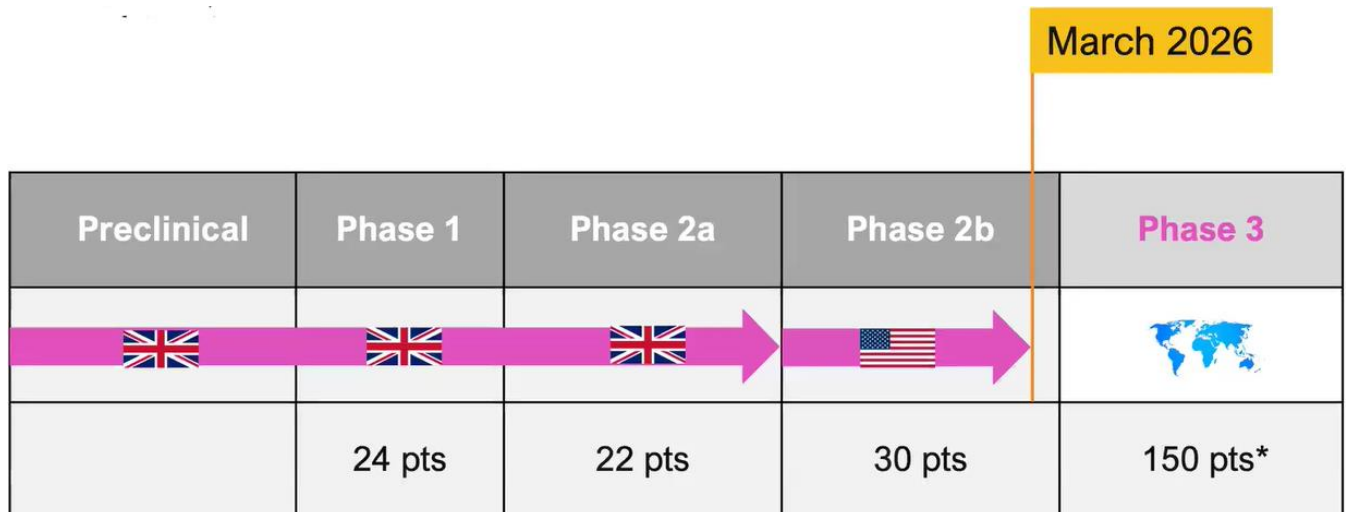 March 2026
Preclinical Phase 1 Phase 2a Phase 2b Phase 3
24 pts 22 pts 30 pts 150 pts*